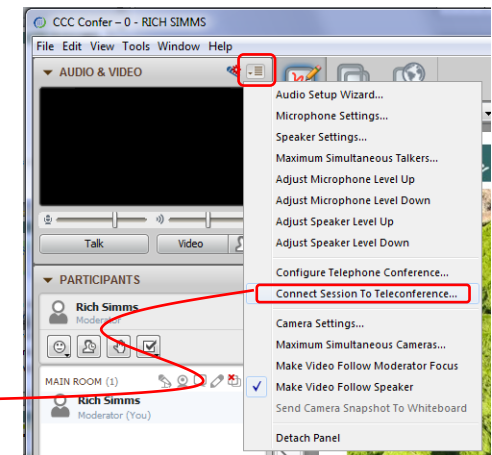 CCC Confer – 0 - RICH SIMMS
File Edit View Tools Window Help
AUDIO & VIDEO
Talk
Video
PARTICIPANTS
Rich Simms
Moderator
MAIN ROOM (1)
Rich Simms
Moderator (You)
Audio Setup Wizard...
Microphone Settings...
Speaker Settings...
Maximum Simultaneous Talkers...
Adjust Microphone Level Up
Adjust Microphone Level Down
Adjust Speaker Level Up
Adjust Speaker Level Down
Configure Telephone Conference...
Connect Session To Teleconference...
Camera Settings...
Maximum Simultaneous Cameras...
Make Video Follow Moderator Focus
Make Video Follow Speaker
Send Camera Snapshot To Whiteboard
Detach Panel